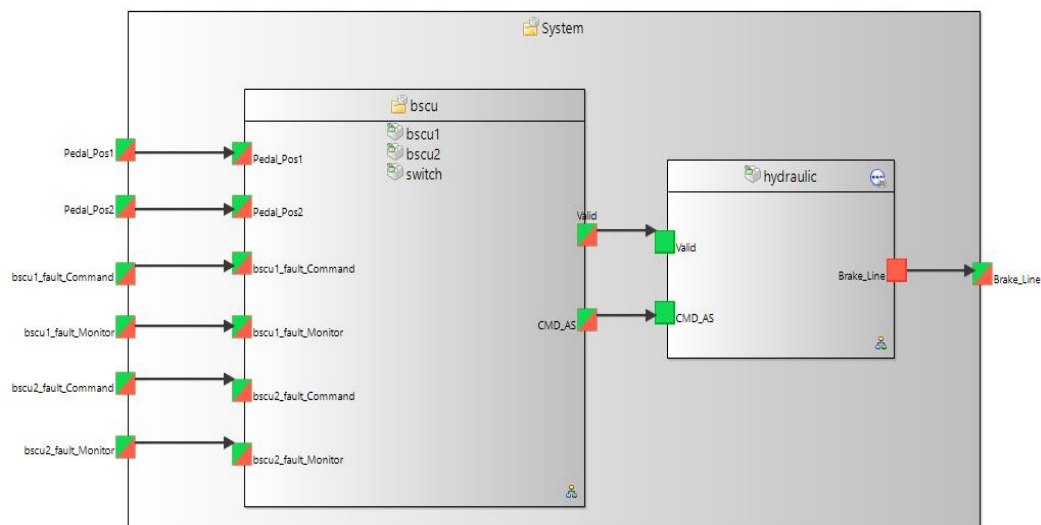 System
bscu
bscu1
bscu2
switch
hydraulic
Pedal_Pos1
Pedal_Pos1
Pedal_Pos2
Pedal_Pos2
Valid
Valid
bscu1_fault_Command
bscu1_fault_Command
Brake_Line
Brake_Line
bscu1_fault_Monitor
bscu1_fault_Monitor
CMD_AS
CMD_AS
bscu2_fault_Command
bscu2_fault_Command
bscu2_fault_Monitor
bscu2_fault_Monitor